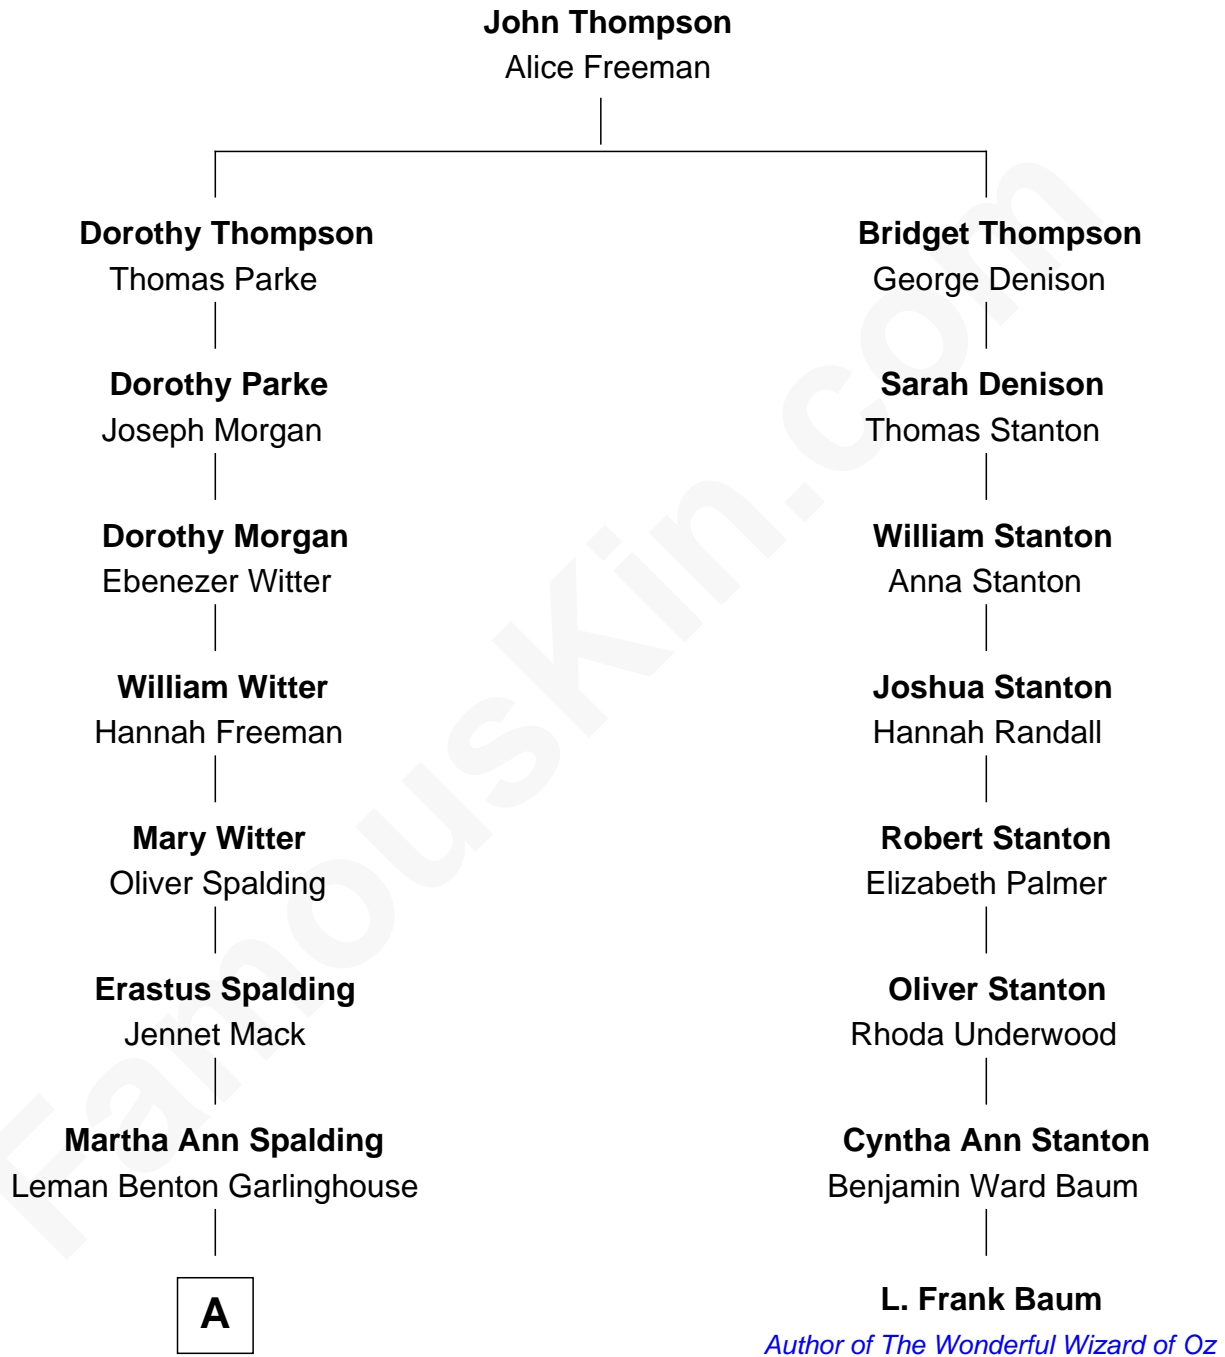 John Thompson
Alice Freeman
Dorothy Thompson
Thomas Parke
Bridget Thompson
George Denison
Dorothy Parke
Joseph Morgan
Sarah Denison
Thomas Stanton
Dorothy Morgan
Ebenezer Witter
William Stanton
Anna Stanton
William Witter
Hannah Freeman
Joshua Stanton
Hannah Randall
Mary Witter
Oliver Spalding
Robert Stanton
Elizabeth Palmer
Erastus Spalding
Jennet Mack
Oliver Stanton
Rhoda Underwood
Martha Ann Spalding
Leman Benton Garlinghouse
Cyntha Ann Stanton
Benjamin Ward Baum
A
L. Frank Baum
Author of The Wonderful Wizard of Oz
FamousKin.com